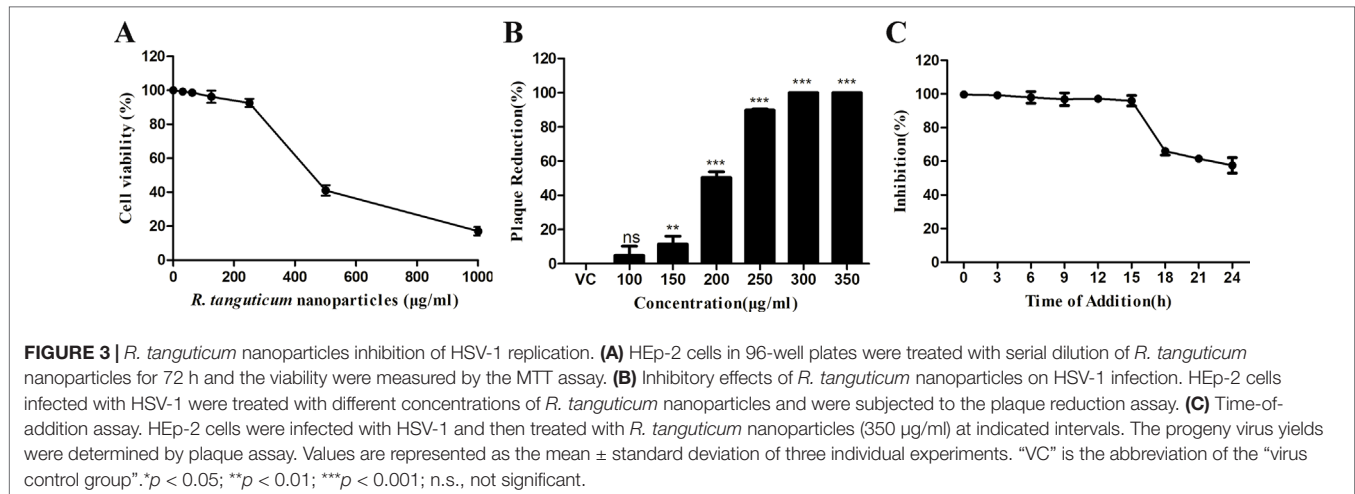 A
120
100
80
60
40
20
0
Cell viability (%)
0 200 400 600 800 1000
R. tanguticum nanoparticles (μg/ml)
B
120
100
80
60
40
20
0
Plaque Reduction(%)
ns ** *** *** *** ***
VC 100 150 200 250 300 350
Concentration(μg/ml)
C
120
100
80
60
40
20
0
Inhibition(%)
0 3 6 9 12 15 18 21 24
Time of Addition(h)
FIGURE 3 | R. tanguticum nanoparticles inhibition of HSV-1 replication. (A) HEp-2 cells in 96-well plates were treated with serial dilution of R. tanguticum
nanoparticles for 72 h and the viability were measured by the MTT assay. (B) Inhibitory effects of R. tanguticum nanoparticles on HSV-1 infection. HEp-2 cells
infected with HSV-1 were treated with different concentrations of R. tanguticum nanoparticles and were subjected to the plaque reduction assay. (C) Time-of-
addition assay. HEp-2 cells were infected with HSV-1 and then treated with R. tanguticum nanoparticles (350 μg/ml) at indicated intervals. The progeny virus yields
were determined by plaque assay. Values are represented as the mean ± standard deviation of three individual experiments. “VC” is the abbreviation of the “virus
control group”.*p < 0.05; **p < 0.01; ***p < 0.001; n.s., not significant.